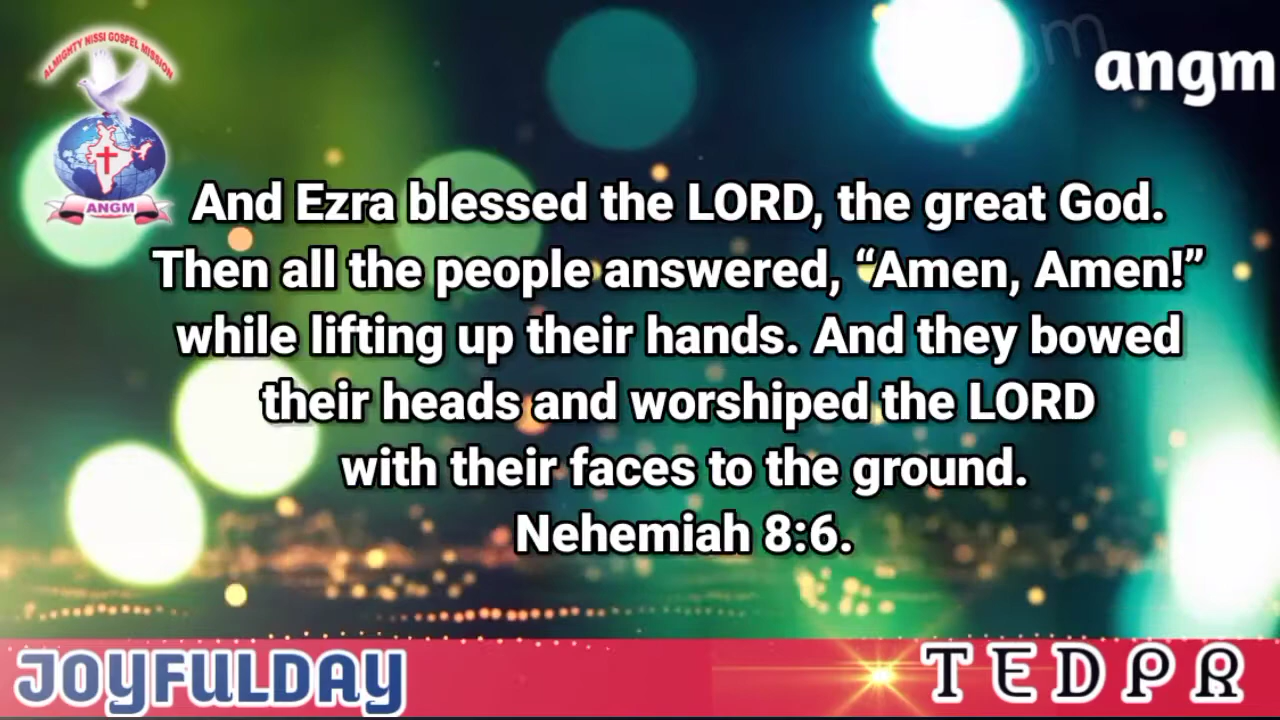 ALMIGHTY NISSI GOSPEL MISSION
ANGM
angm
And Ezra blessed the LORD, the great God.
Then all the people answered, “Amen, Amen!”
while lifting up their hands. And they bowed
their heads and worshiped the LORD
with their faces to the ground.
Nehemiah 8:6.
JOYFULDAY
TEDPR